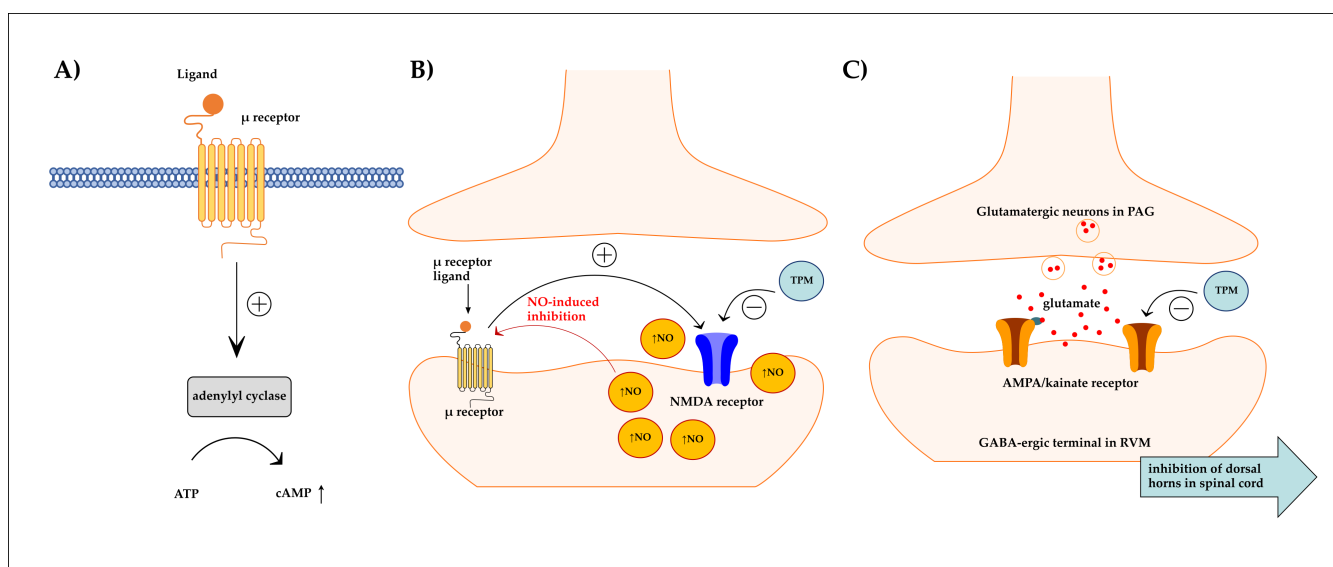 A)
Ligand
μ receptor
+
adenylyl cyclase
ATP
cAMP ↑
B)
+
μ receptor
ligand
TPM
NO-induced
inhibition
−
↑NO
↑NO
↑NO
NMDA receptor
μ receptor
↑NO
↑NO
C)
Glutamatergic neurons in PAG
TPM
glutamate
−
AMPA/kainate receptor
GABA-ergic terminal in RVM
inhibition of dorsal
horns in spinal cord